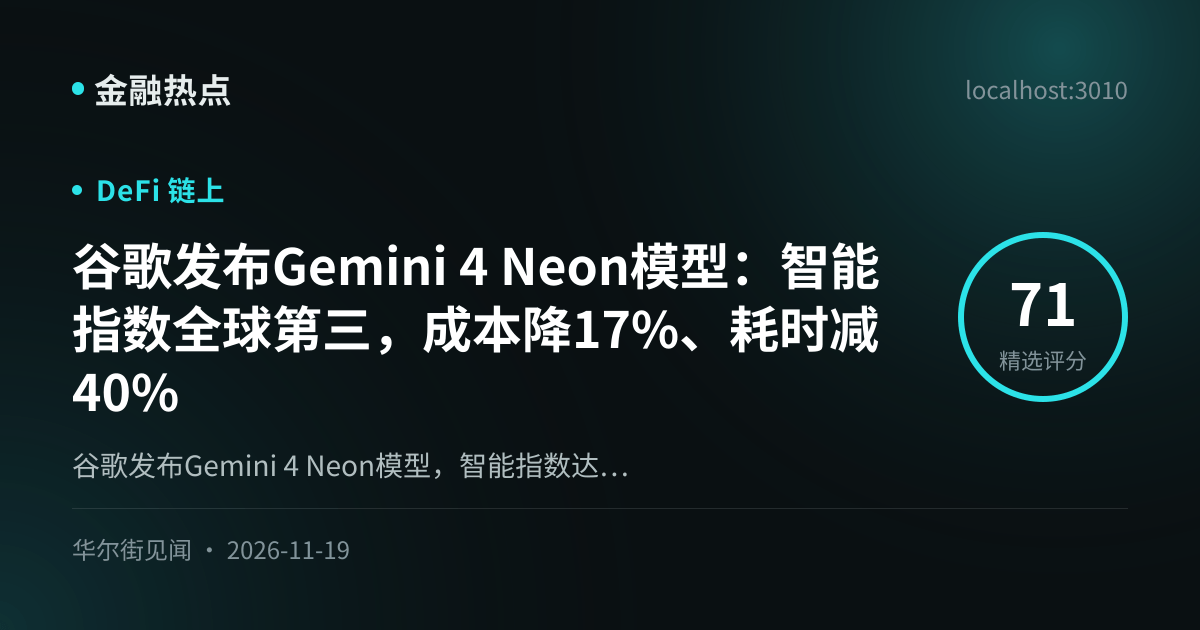 金融热点
localhost:3010
DeFi 链上
谷歌发布Gemini 4 Neon模型：智能
指数全球第三，成本降17%、耗时减
40%
71
精选评分
谷歌发布Gemini 4 Neon模型，智能指数达…
华尔街见闻 · 2026-11-19